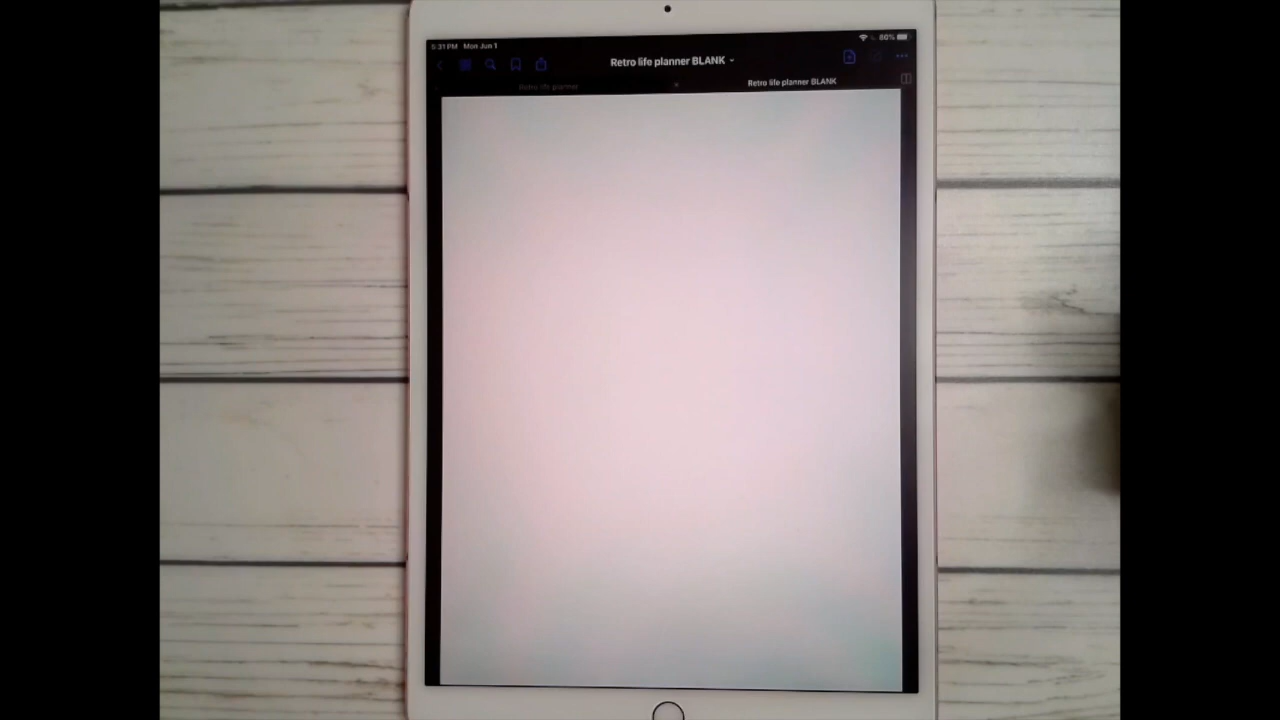 5:31 PM Mon Jun 1
80%
Retro life planner BLANK
Retro life planner
Retro life planner BLANK